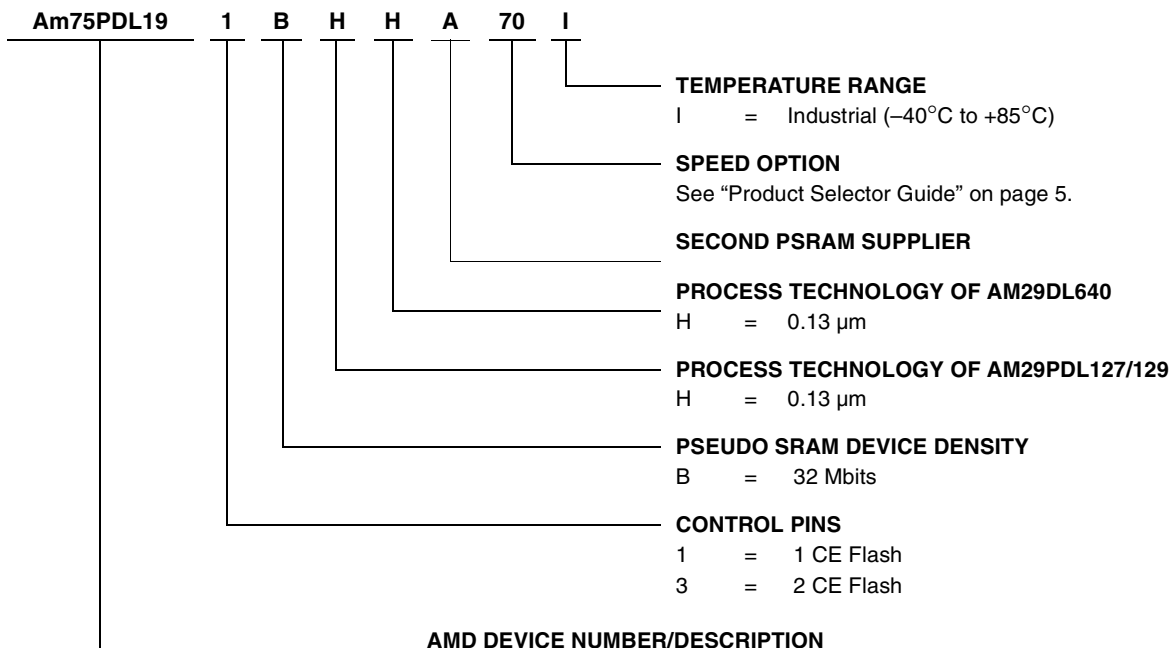 Am75PDL19 1 B H H A 70 I
TEMPERATURE RANGE
I = Industrial (–40°C to +85°C)
SPEED OPTION
See “Product Selector Guide” on page 5.
SECOND PSRAM SUPPLIER
PROCESS TECHNOLOGY OF AM29DL640
H = 0.13 µm
PROCESS TECHNOLOGY OF AM29PDL127/129
H = 0.13 µm
PSEUDO SRAM DEVICE DENSITY
B = 32 Mbits
CONTROL PINS
1 = 1 CE Flash
3 = 2 CE Flash
AMD DEVICE NUMBER/DESCRIPTION